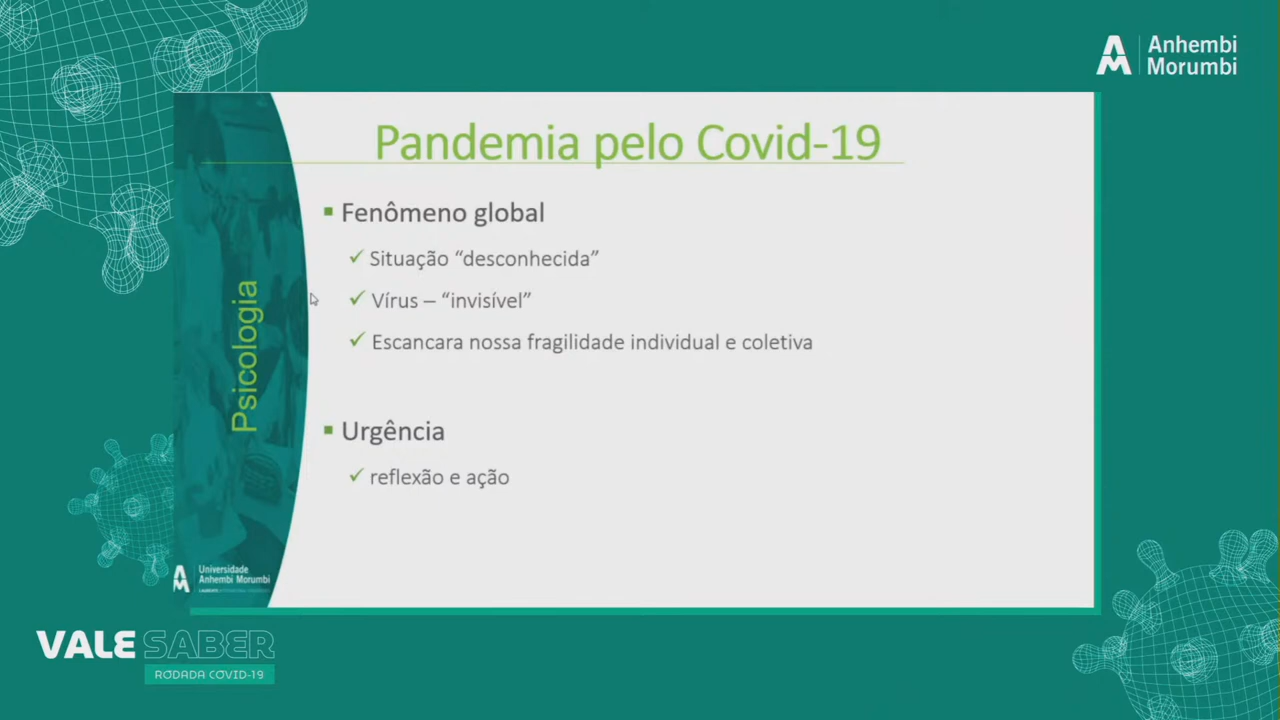 Anhembi
Morumbi
Pandemia pelo Covid-19
Fenômeno global
Situação “desconhecida”
Vírus – “invisível”
Escancara nossa fragilidade individual e coletiva
Urgência
reflexão e ação
Psicologia
Universidade
Anhembi Morumbi
VALE SABER
RODADA COVID-19